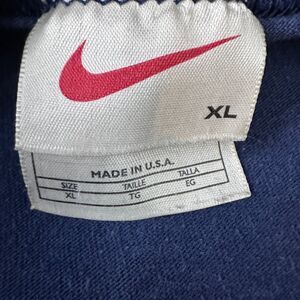 XL
MADE IN U.S.A.
SIZE TAILLE TALLA
XL TG EG